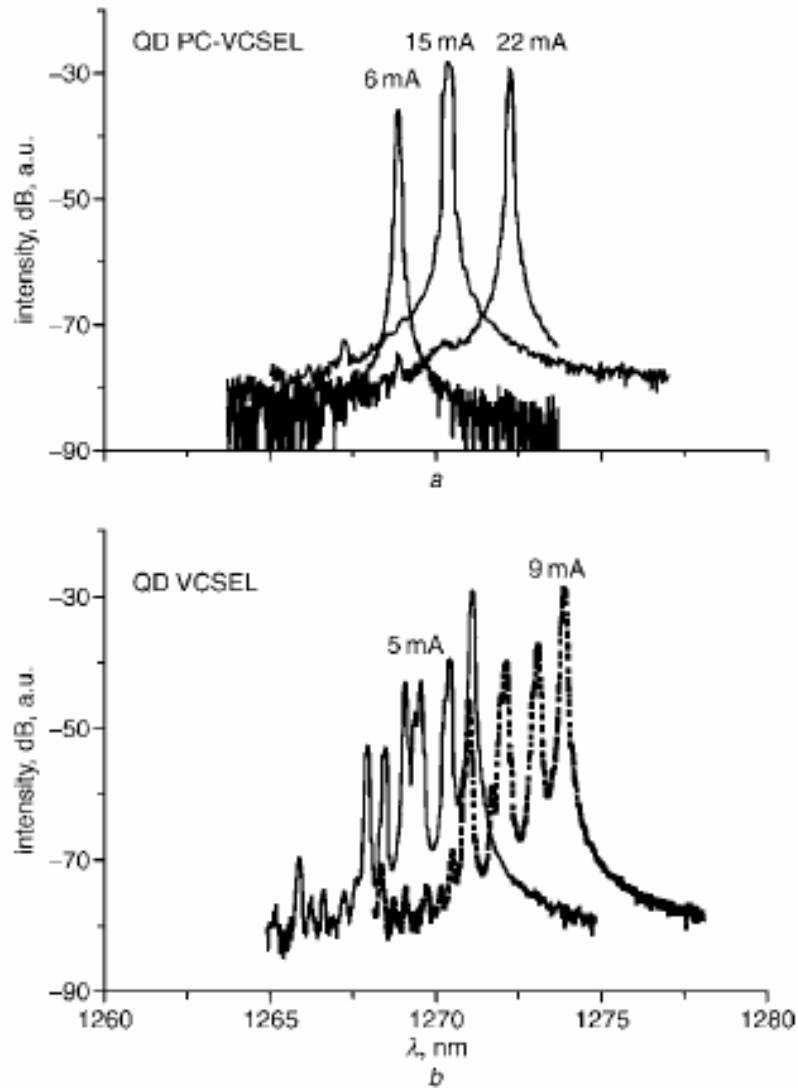 QD PC-VCSEL
15 mA
22 mA
6 mA
intensity, dB, a.u.
−30
−50
−70
−90
a
QD VCSEL
9 mA
5 mA
intensity, dB, a.u.
−30
−50
−70
−90
1260
1265
1270
1275
1280
λ, nm
b